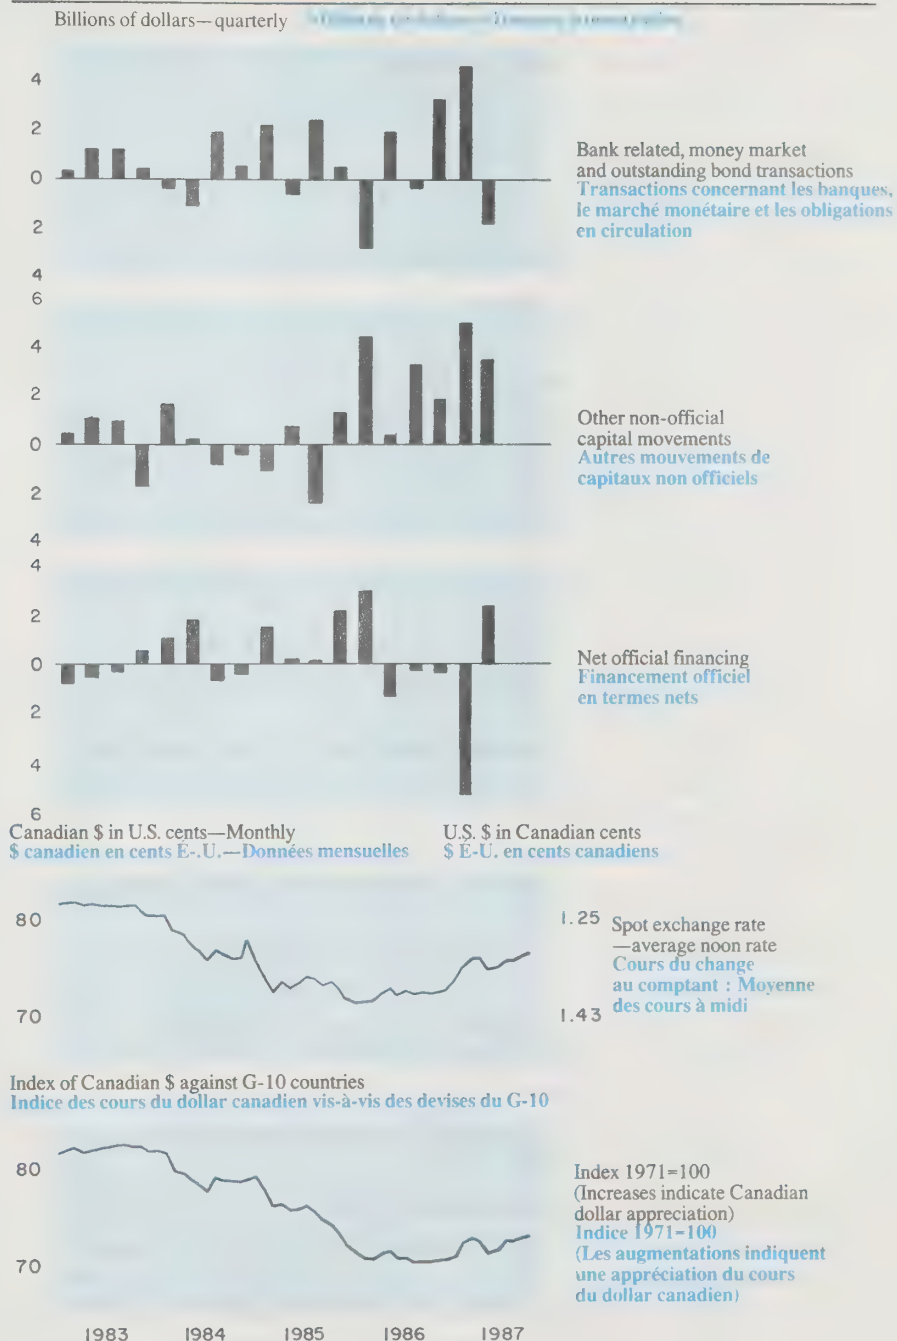 Billions of dollars—quarterly
4
2
0
2
4
Bank related, money market
and outstanding bond transactions
Transactions concernant les banques,
le marché monétaire et les obligations
en circulation
6
4
2
0
2
4
Other non-official
capital movements
Autres mouvements de
capitaux non officiels
4
2
0
2
4
6
Net official financing
Financement officiel
en termes nets
Canadian $ in U.S. cents—Monthly
$ canadien en cents É-.U.—Données mensuelles
U.S. $ in Canadian cents
$ É-U. en cents canadiens
80
70
1.25
1.43
Spot exchange rate
—average noon rate
Cours du change
au comptant : Moyenne
des cours à midi
Index of Canadian $ against G-10 countries
Indice des cours du dollar canadien vis-à-vis des devises du G-10
80
70
Index 1971=100
(Increases indicate Canadian
dollar appreciation)
Indice 1971=100
(Les augmentations indiquent
une appréciation du cours
du dollar canadien)
1983 1984 1985 1986 1987